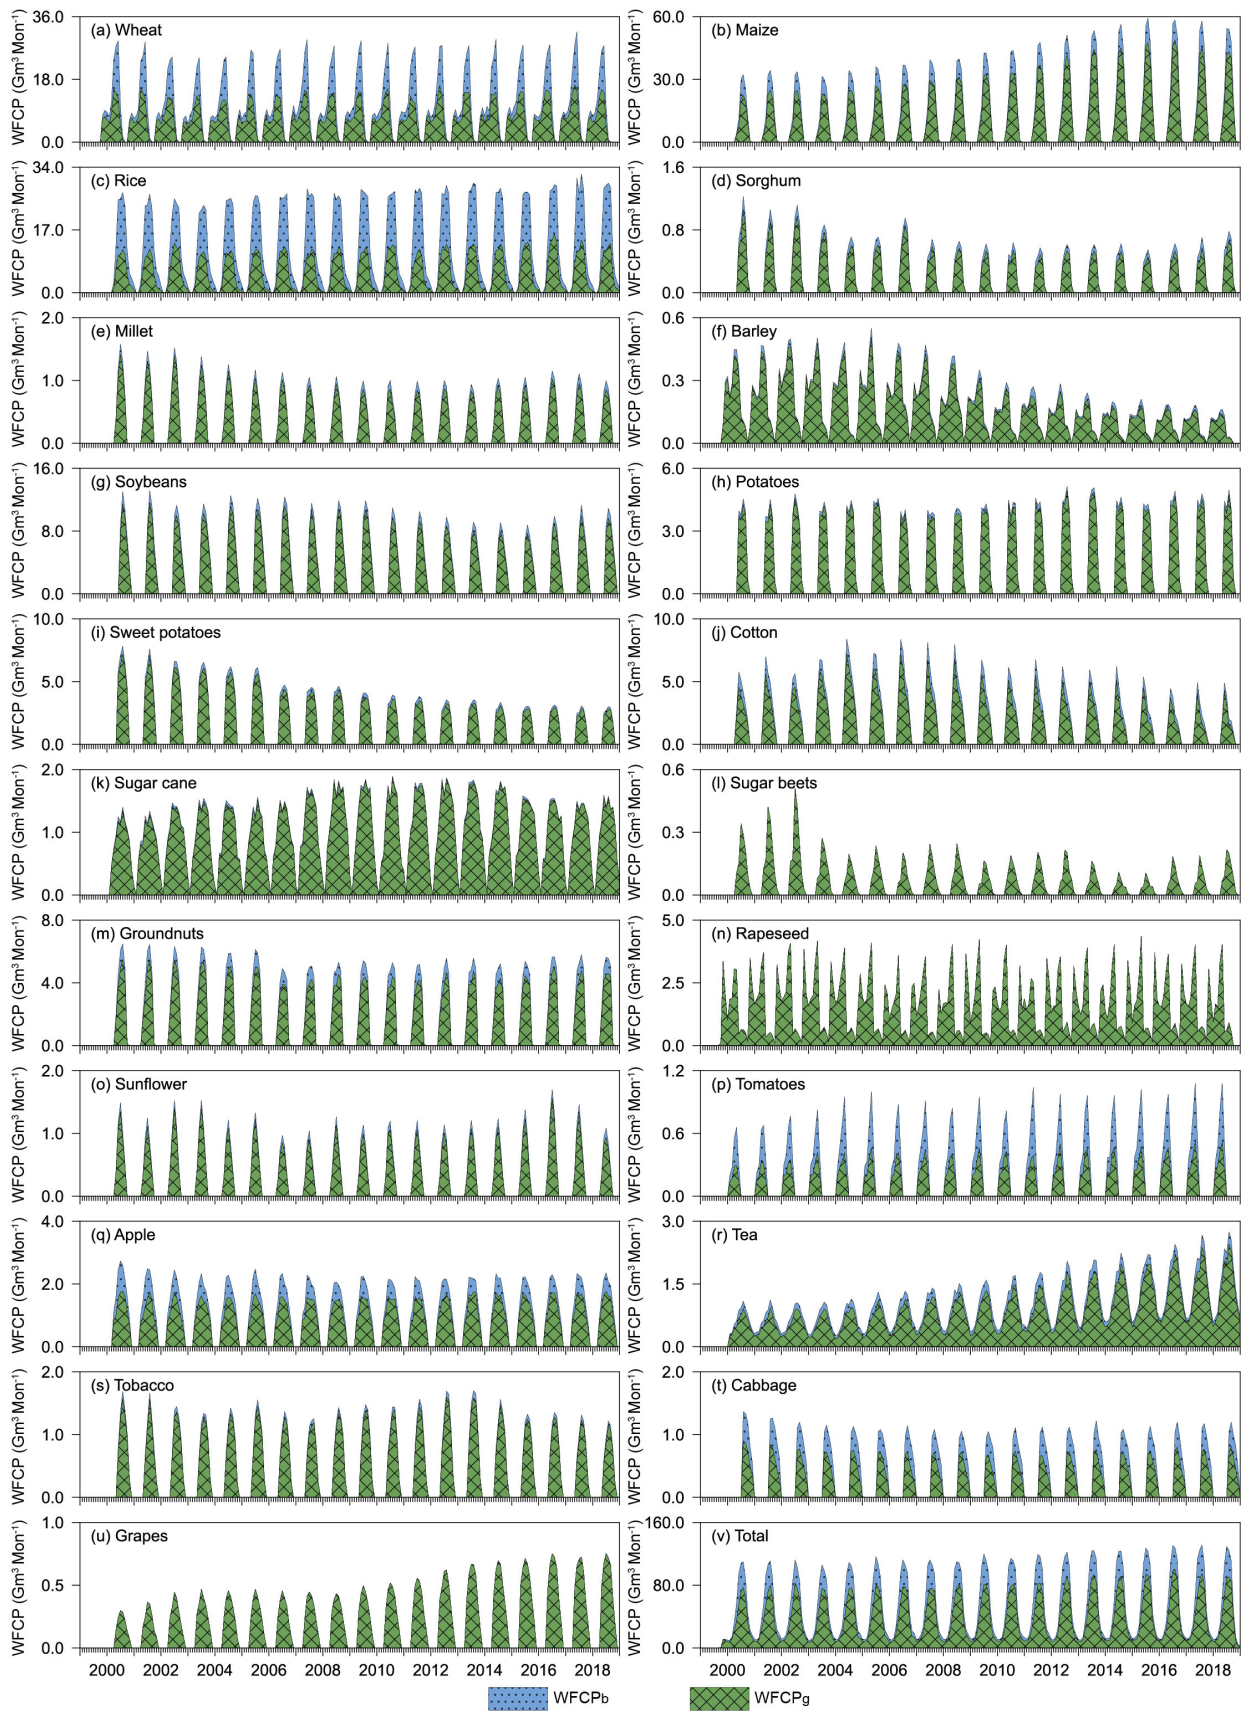 WFCP (Gm³ Mon⁻¹)
36.0
18.0
0.0
(a) Wheat
WFCP (Gm³ Mon⁻¹)
60.0
30.0
0.0
(b) Maize
WFCP (Gm³ Mon⁻¹)
34.0
17.0
0.0
(c) Rice
WFCP (Gm³ Mon⁻¹)
1.6
0.8
0.0
(d) Sorghum
WFCP (Gm³ Mon⁻¹)
2.0
1.0
0.0
(e) Millet
WFCP (Gm³ Mon⁻¹)
0.6
0.3
0.0
(f) Barley
WFCP (Gm³ Mon⁻¹)
16.0
8.0
0.0
(g) Soybeans
WFCP (Gm³ Mon⁻¹)
6.0
3.0
0.0
(h) Potatoes
WFCP (Gm³ Mon⁻¹)
10.0
5.0
0.0
(i) Sweet potatoes
WFCP (Gm³ Mon⁻¹)
10.0
5.0
0.0
(j) Cotton
WFCP (Gm³ Mon⁻¹)
2.0
1.0
0.0
(k) Sugar cane
WFCP (Gm³ Mon⁻¹)
0.6
0.3
0.0
(l) Sugar beets
WFCP (Gm³ Mon⁻¹)
8.0
4.0
0.0
(m) Groundnuts
WFCP (Gm³ Mon⁻¹)
5.0
2.5
0.0
(n) Rapeseed
WFCP (Gm³ Mon⁻¹)
2.0
1.0
0.0
(o) Sunflower
WFCP (Gm³ Mon⁻¹)
1.2
0.6
0.0
(p) Tomatoes
WFCP (Gm³ Mon⁻¹)
4.0
2.0
0.0
(q) Apple
WFCP (Gm³ Mon⁻¹)
3.0
1.5
0.0
(r) Tea
WFCP (Gm³ Mon⁻¹)
2.0
1.0
0.0
(s) Tobacco
WFCP (Gm³ Mon⁻¹)
2.0
1.0
0.0
(t) Cabbage
WFCP (Gm³ Mon⁻¹)
1.0
0.5
0.0
(u) Grapes
WFCP (Gm³ Mon⁻¹)
160.0
80.0
0.0
(v) Total
2000 2002 2004 2006 2008 2010 2012 2014 2016 2018
2000 2002 2004 2006 2008 2010 2012 2014 2016 2018
WFCPb
WFCPg